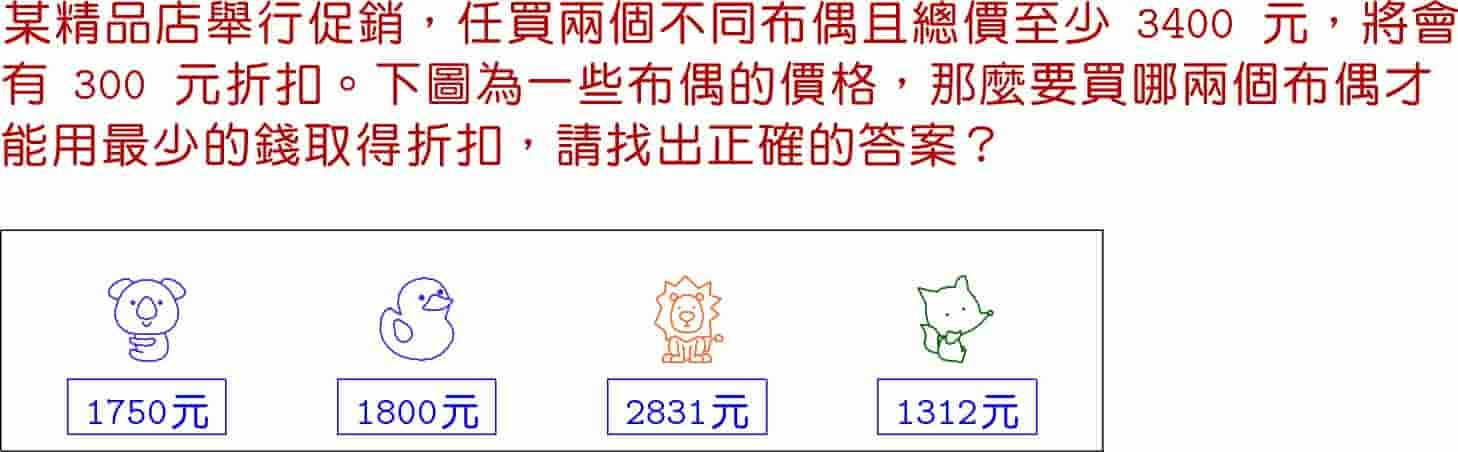 某精品店舉行促銷，任買兩個不同布偶且總價至少 3400 元，將會
有 300 元折扣。下圖為一些布偶的價格，那麼要買哪兩個布偶才
能用最少的錢取得折扣，請找出正確的答案？
1750元 1800元 2831元 1312元